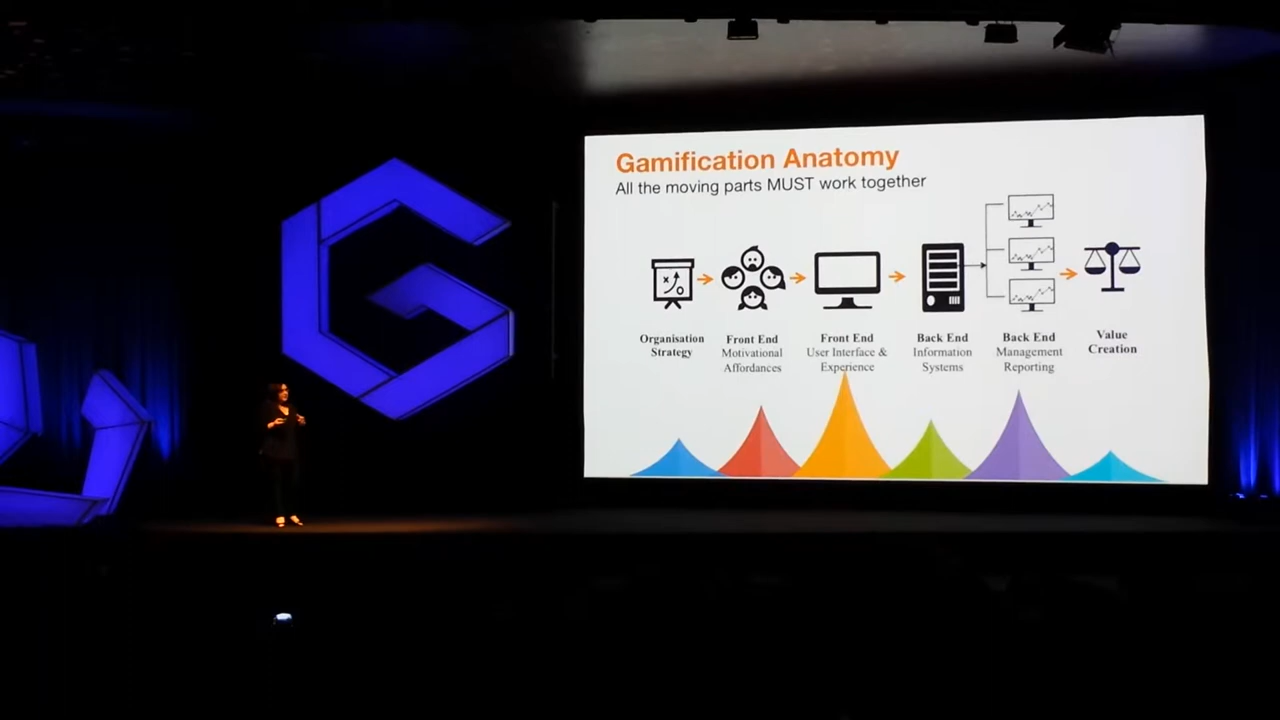 Gamification Anatomy
All the moving parts MUST work together
Organisation
Strategy
Front End
Motivational
Affordances
Front End
User Interface &
Experience
Back End
Information
Systems
Back End
Management
Reporting
Value
Creation
G